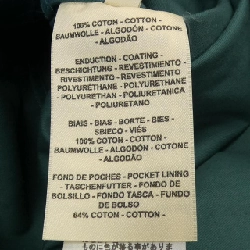 100% COTON - COTTON -
BAUMWOLLE - ALGODÓN - COTONE
- ALGODÃO
ENDUCTION - COATING -
BESCHICHTUNG - REVESTIMIENTO -
RIVESTIMENTO - REVESTIMENTO
POLYURETHANE - POLYURETHANE
- POLYURETHAN - POLIURETANICA
- POLIURETANO
BIAIS - BIAS - BORTE - BIES -
SBIECO - VIÉS
100% COTON - COTTON -
BAUMWOLLE - ALGODÓN - COTONE
- ALGODÃO
FOND DE POCHES - POCKET LINING
- TASCHENFUTTER - FONDO DE
BOLSILLO - FONDO TASCA - FUNDO
DE BOLSO
64% COTON - COTTON -